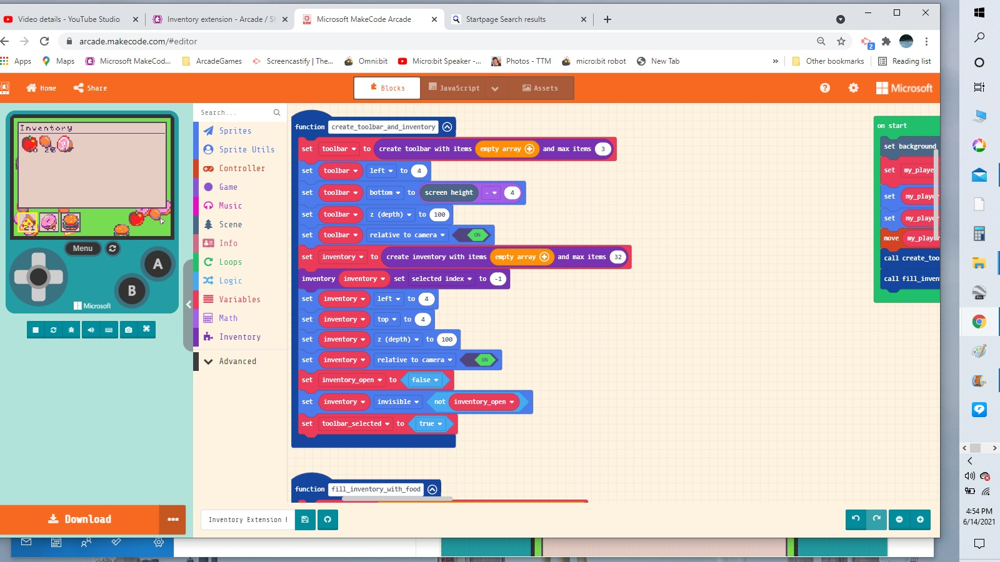 Video details - YouTube Studio
Inventory extension - Arcade / Sh
Microsoft MakeCode Arcade
Startpage Search results
arcade.makecode.com/#editor
2
Apps
Maps
Microsoft MakeCod...
ArcadeGames
Screencastify | The...
Omni:bit
Micro:bit Speaker -...
Photos - TTM
micro:bit robot
New Tab
»
Other bookmarks
Reading list
Home
Share
Blocks
JavaScript
Assets
Microsoft
Inventory
Menu
A
B
Microsoft
Search...
Sprites
Sprite Utils
Controller
Game
Music
Scene
Info
Loops
Logic
Variables
Math
Inventory
Advanced
function create_toolbar_and_inventory
set toolbar to create toolbar with items empty array and max items 3
set toolbar left to 4
set toolbar bottom to screen height - 4
set toolbar z (depth) to 100
set toolbar relative to camera ON
set inventory to create inventory with items empty array and max items 32
inventory inventory set selected index to -1
set inventory left to 4
set inventory top to 4
set inventory z (depth) to 100
set inventory relative to camera ON
set inventory_open to false
set inventory invisible not inventory_open
set toolbar_selected to true
function fill_inventory_with_food
on start
set background
set my_playe
set my_player
set my_player
move my_player
call create_too
call fill_inven
Download
Inventory Extension E
4:54 PM
6/14/2021